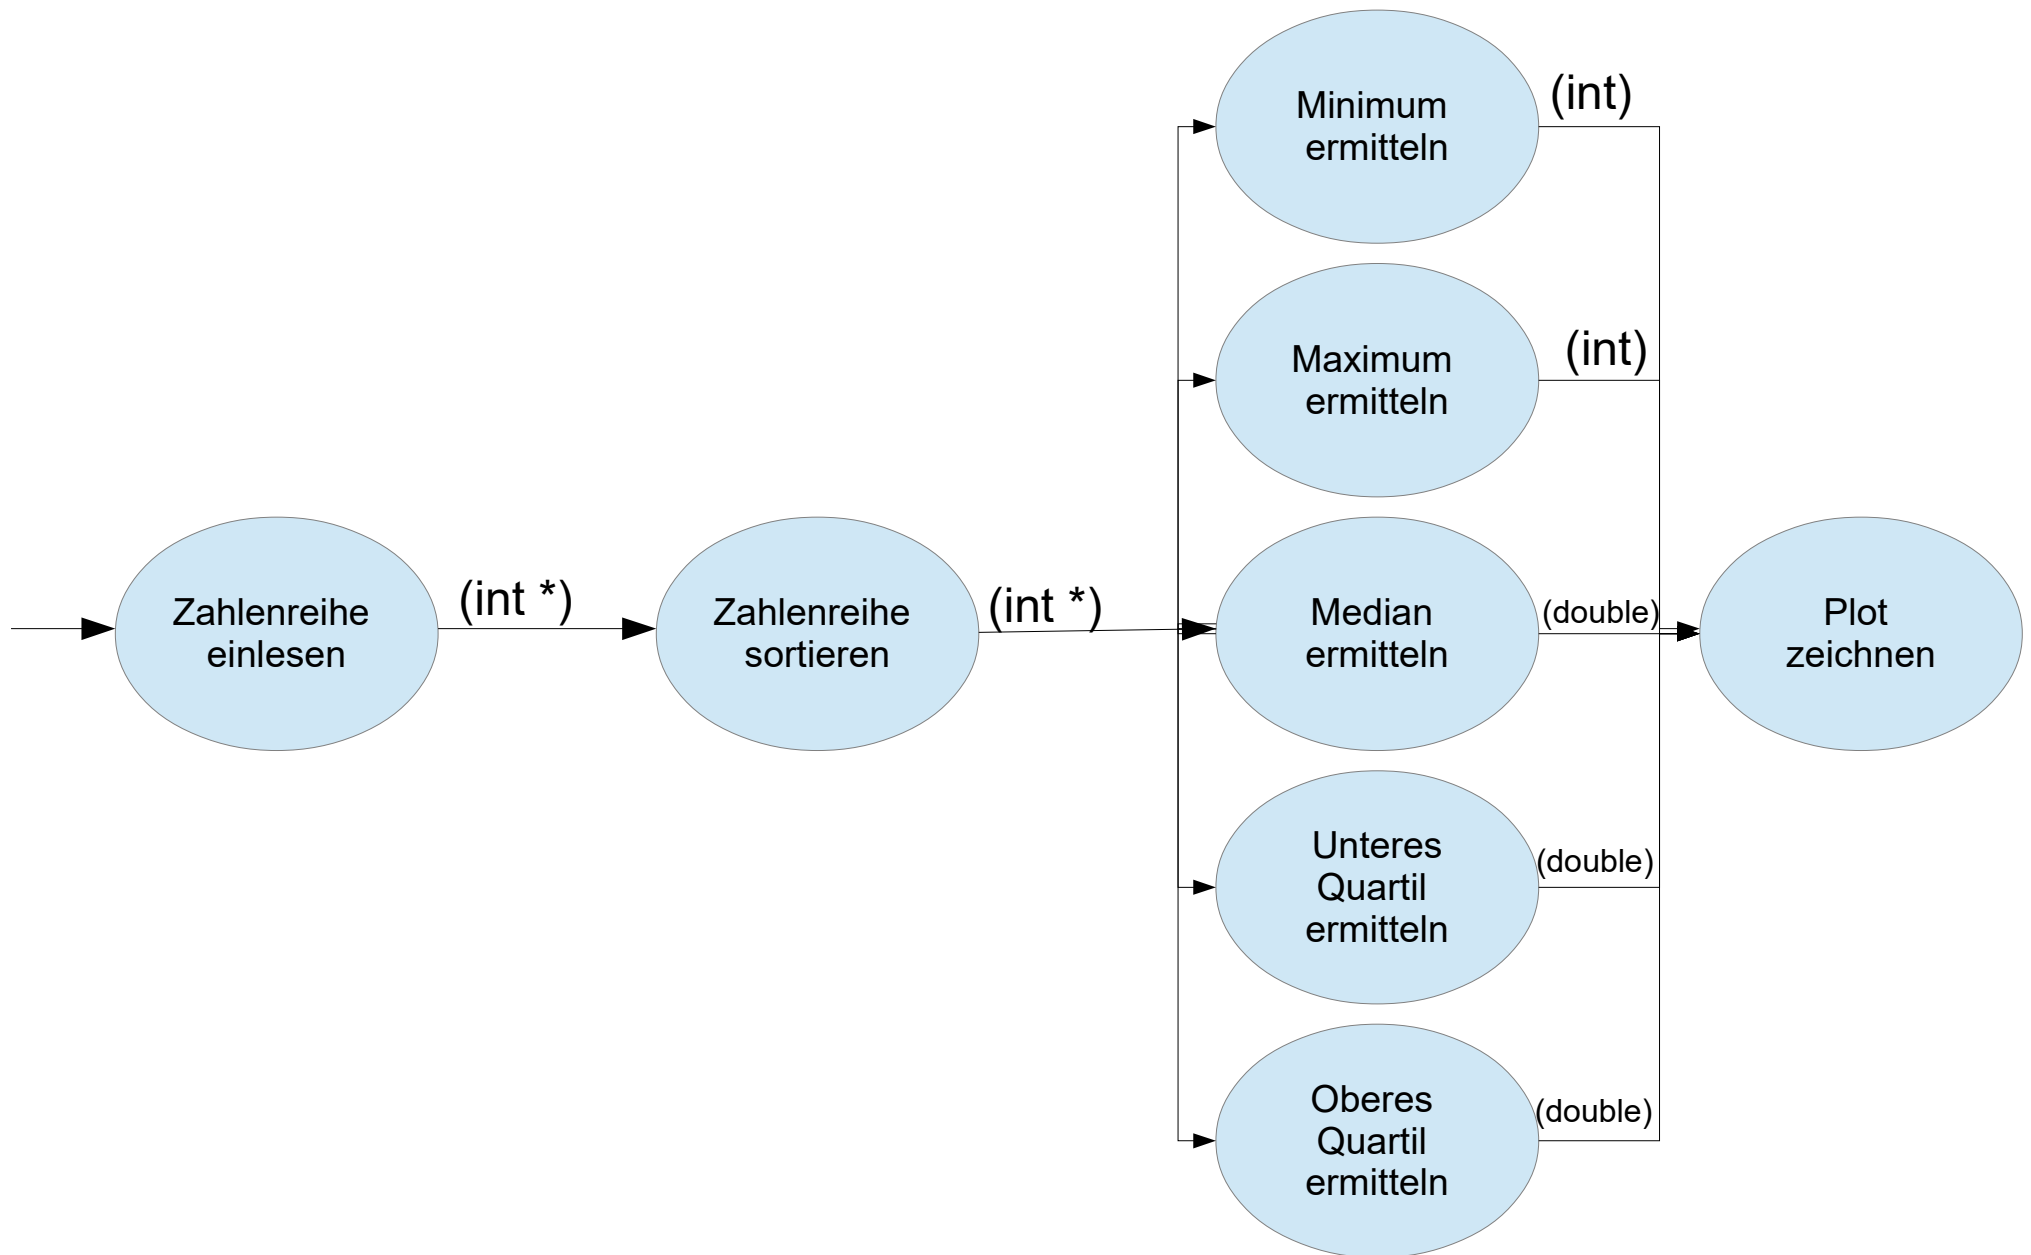 Zahlenreihe
einlesen
(int *)
Zahlenreihe
sortieren
(int *)
Minimum
ermitteln
(int)
Maximum
ermitteln
(int)
Median
ermitteln
(double)
Unteres
Quartil
ermitteln
(double)
Oberes
Quartil
ermitteln
(double)
Plot
zeichnen